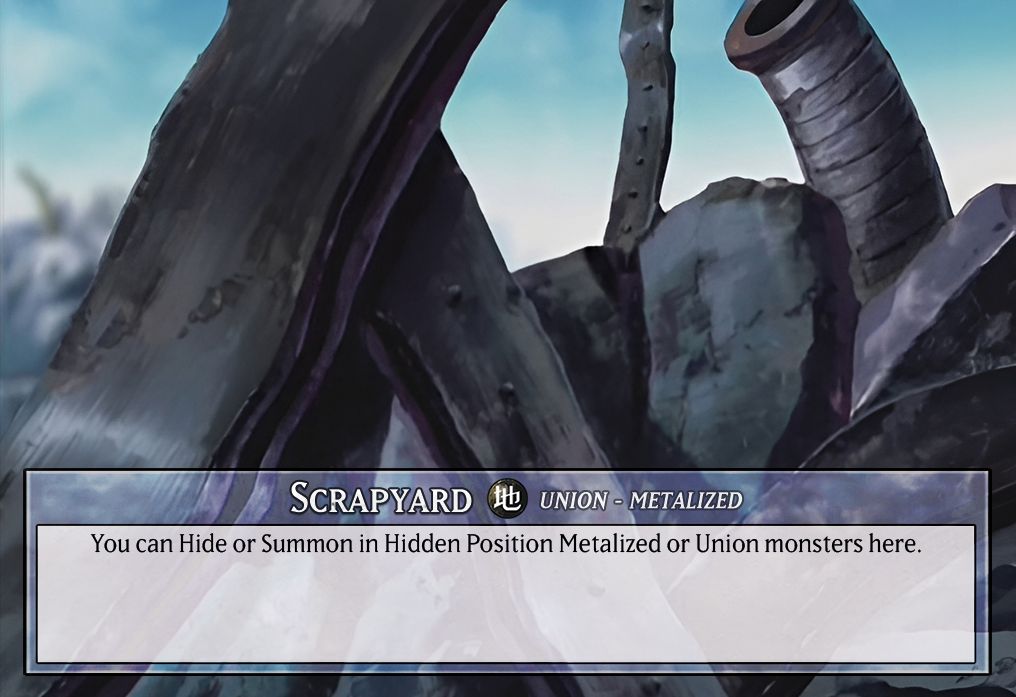 Scrapyard 地 UNION - METALIZED
You can Hide or Summon in Hidden Position Metalized or Union monsters here.